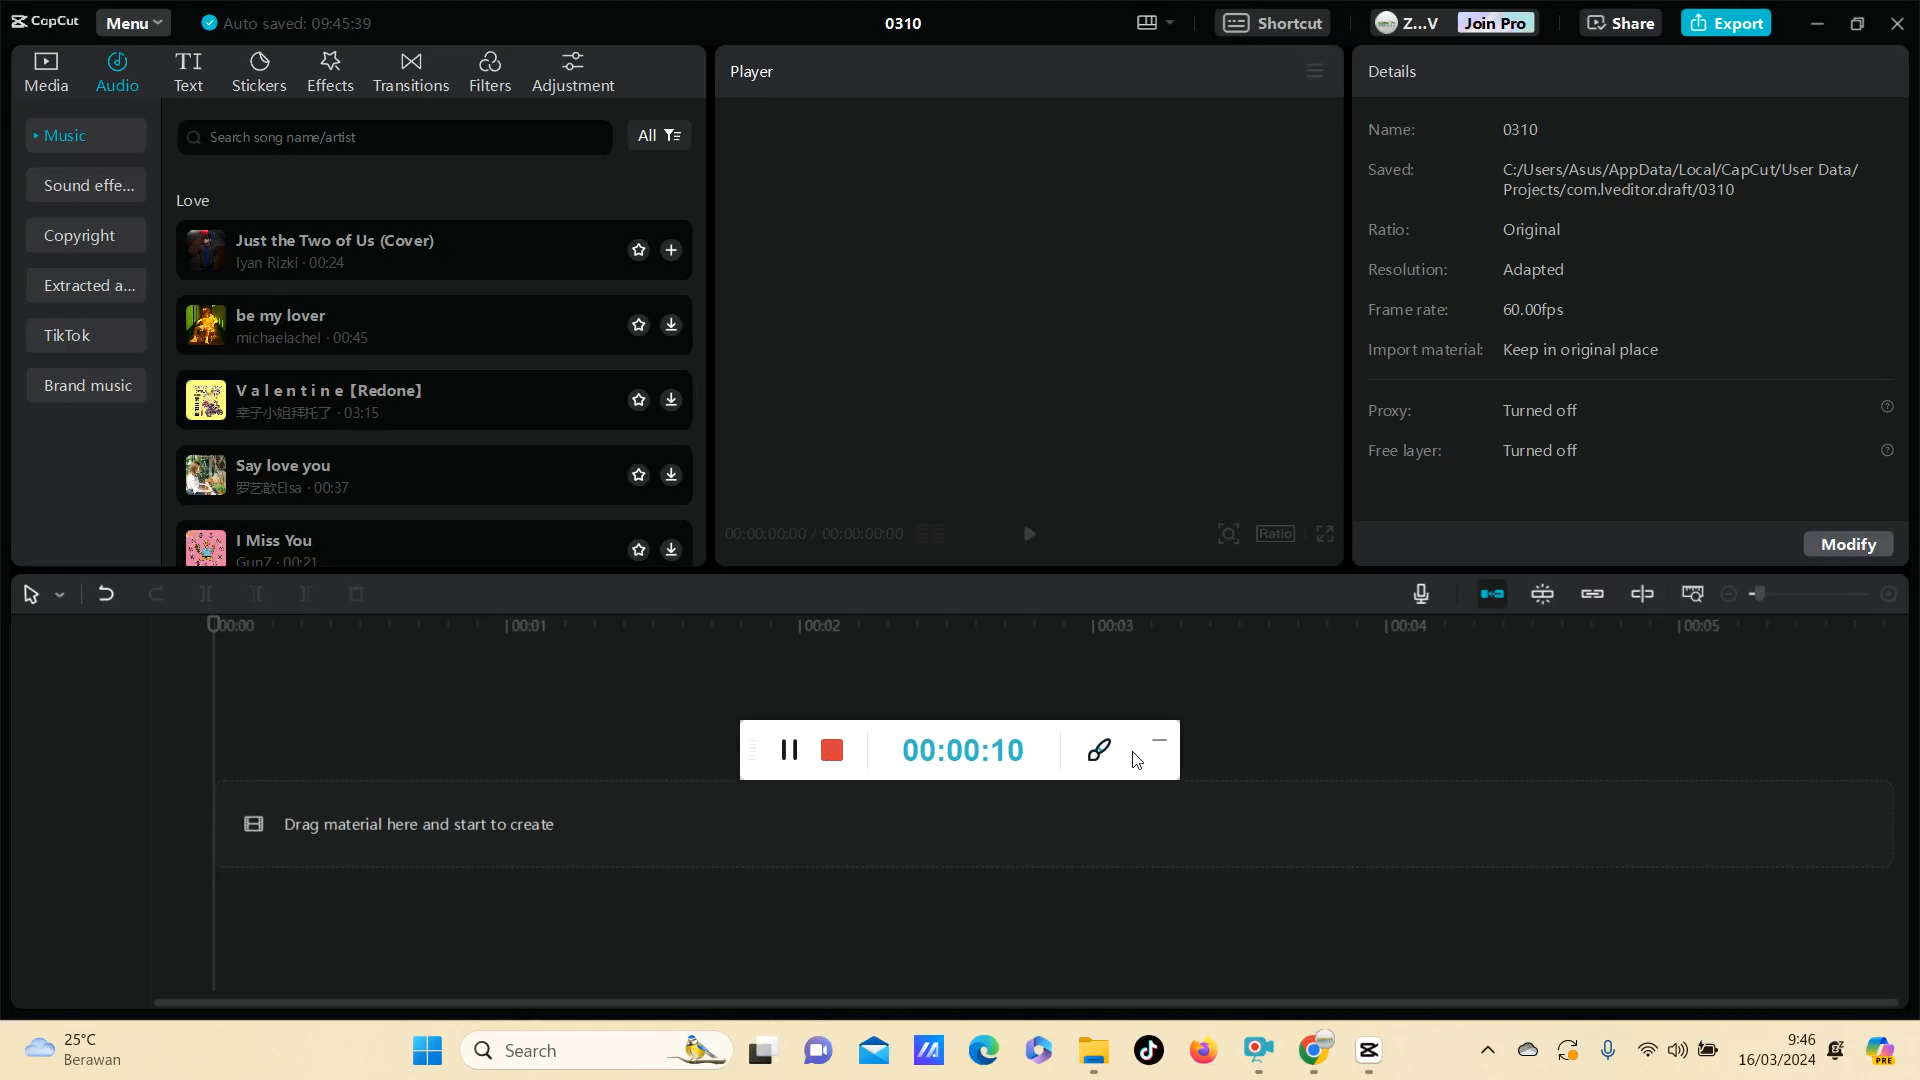 CapCut
Menu
Auto saved: 09:45:39
0310
Shortcut
Z...V
Join Pro
Share
Export
Media
Audio
Text
Stickers
Effects
Transitions
Filters
Adjustment
Music
Sound effe...
Copyright
Extracted a...
TikTok
Brand music
Search song name/artist
All
Love
Just the Two of Us (Cover)
Iyan Rizki · 00:24
be my lover
michaelachel · 00:45
V a l e n t i n e【Redone】
幸子小姐拜托了 · 03:15
Say love you
罗艺歆Elsa · 00:37
I Miss You
GunZ · 00:21
Player
00:00:00:00 / 00:00:00:00
Ratio
Details
Name: 0310
Saved: C:/Users/Asus/AppData/Local/CapCut/User Data/
Projects/com.lveditor.draft/0310
Ratio: Original
Resolution: Adapted
Frame rate: 60.00fps
Import material: Keep in original place
Proxy: Turned off
Free layer: Turned off
Modify
00:00
00:01
00:02
00:03
00:04
00:05
00:00:10
Drag material here and start to create
25°C
Berawan
Search
9:46
16/03/2024
PRE